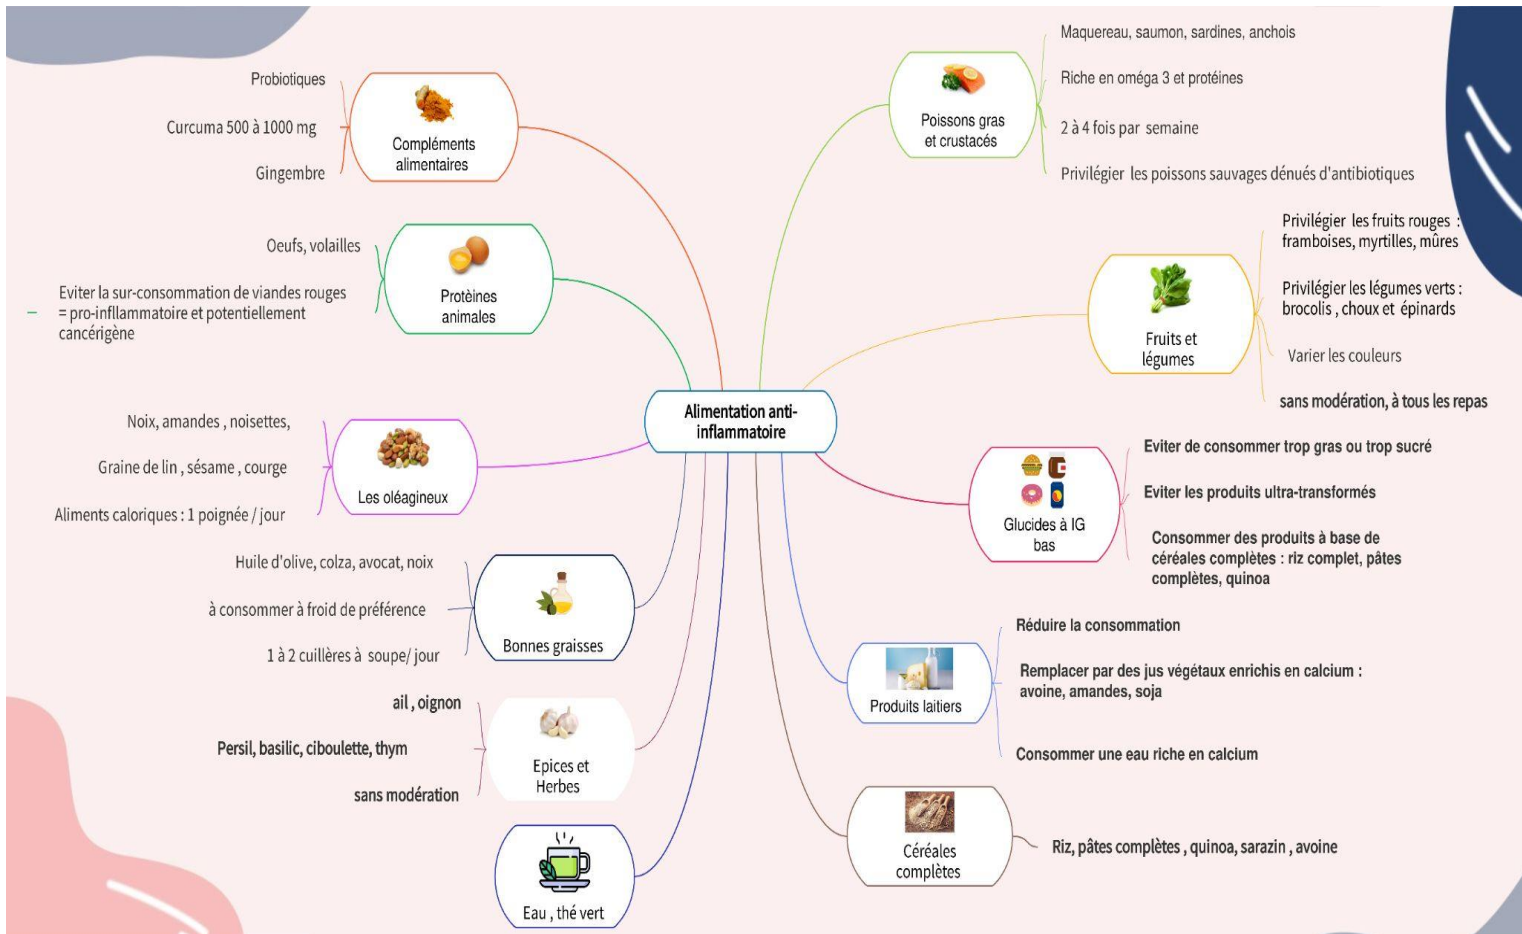 Alimentation anti-
inflammatoire
Compléments
alimentaires
Probiotiques
Curcuma 500 à 1000 mg
Gingembre
Protèines
animales
Oeufs, volailles
Eviter la sur-consommation de viandes rouges
= pro-infllammatoire et potentiellement
cancérigène
Les oléagineux
Noix, amandes , noisettes,
Graine de lin , sésame , courge
Aliments caloriques : 1 poignée / jour
Bonnes graisses
Huile d'olive, colza, avocat, noix
à consommer à froid de préférence
1 à 2 cuillères à soupe/ jour
Epices et
Herbes
ail , oignon
Persil, basilic, ciboulette, thym
sans modération
Eau , thé vert
Poissons gras
et crustacés
Maquereau, saumon, sardines, anchois
Riche en oméga 3 et protéines
2 à 4 fois par semaine
Privilégier les poissons sauvages dénués d'antibiotiques
Fruits et
légumes
Privilégier les fruits rouges :
framboises, myrtilles, mûres
Privilégier les légumes verts :
brocolis , choux et épinards
Varier les couleurs
sans modération, à tous les repas
Glucides à IG
bas
Eviter de consommer trop gras ou trop sucré
Eviter les produits ultra-transformés
Consommer des produits à base de
céréales complètes : riz complet, pâtes
complètes, quinoa
Produits laitiers
Réduire la consommation
Remplacer par des jus végétaux enrichis en calcium :
avoine, amandes, soja
Consommer une eau riche en calcium
Céréales
complètes
Riz, pâtes complètes , quinoa, sarazin , avoine